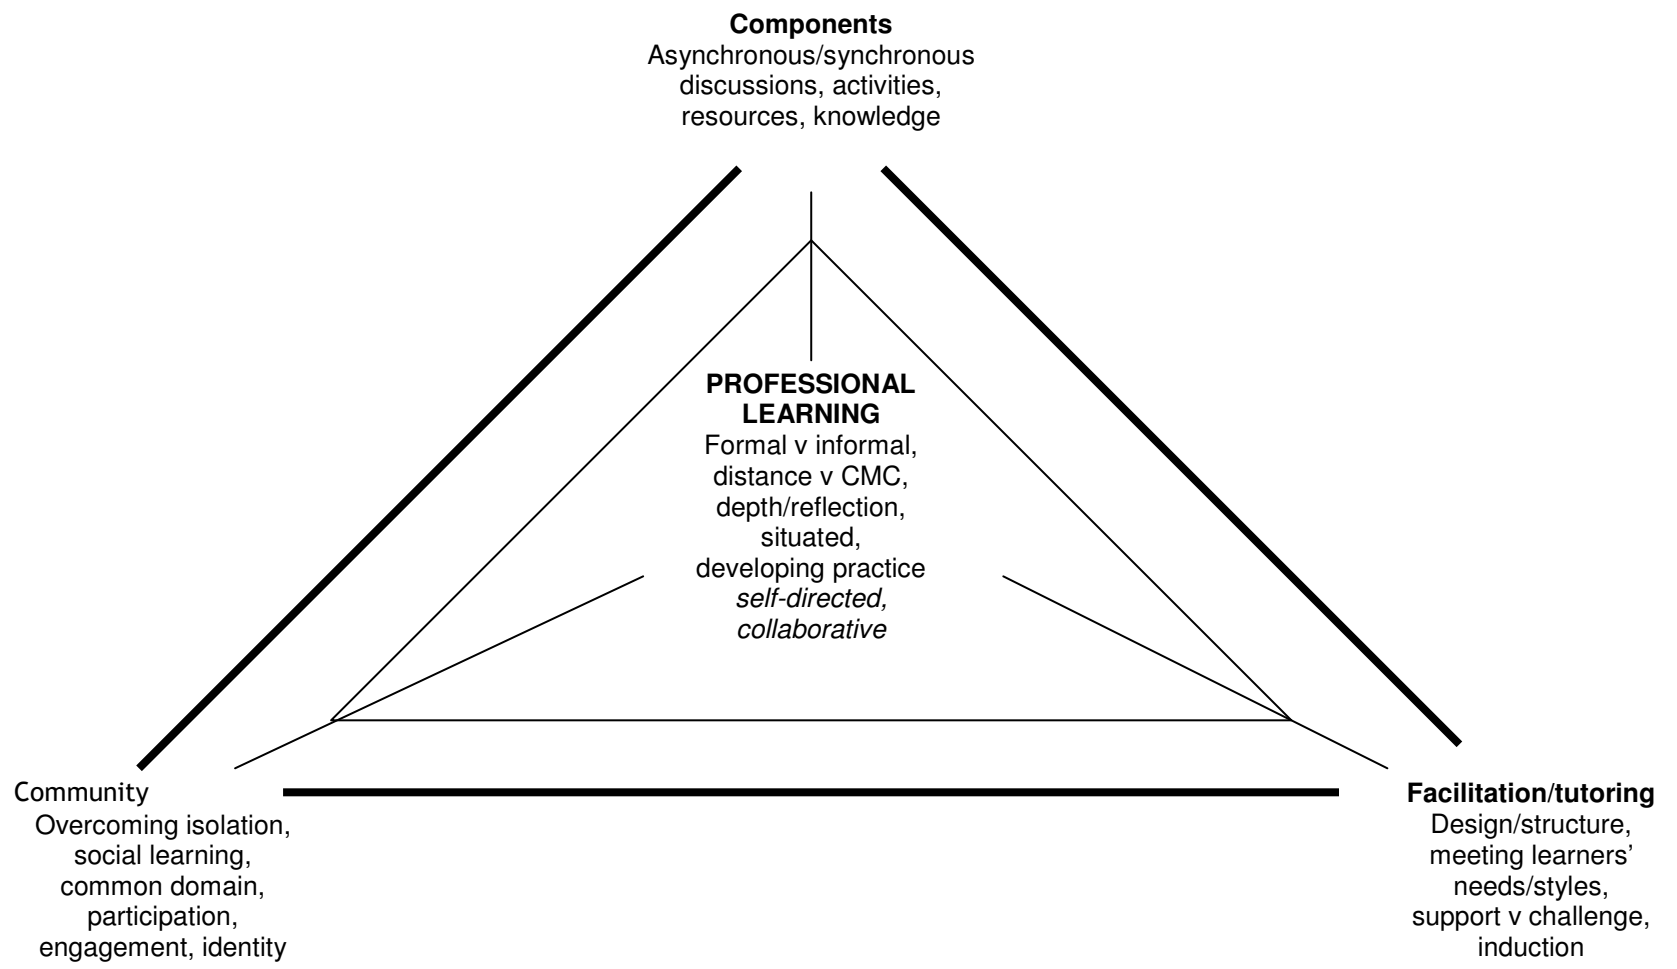 Components
Asynchronous/synchronous
discussions, activities,
resources, knowledge
PROFESSIONAL
LEARNING
Formal v informal,
distance v CMC,
depth/reflection,
situated,
developing practice
self-directed,
collaborative
Community
Overcoming isolation,
social learning,
common domain,
participation,
engagement, identity
Facilitation/tutoring
Design/structure,
meeting learners’
needs/styles,
support v challenge,
induction